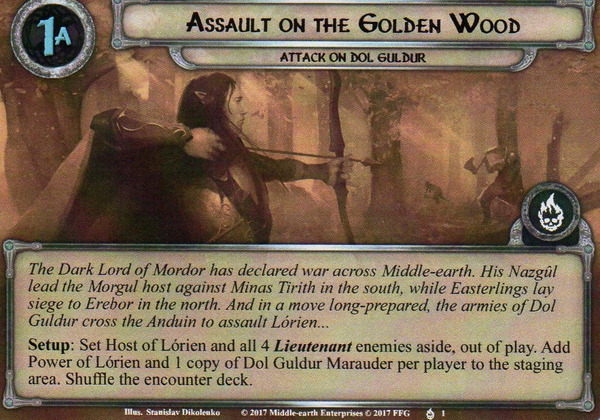 1A
Assault on the Golden Wood
Attack on Dol Guldur
The Dark Lord of Mordor has declared war across Middle-earth. His Nazgûl
lead the Morgul host against Minas Tirith in the south, while Easterlings lay
siege to Erebor in the north. And in a move long-prepared, the armies of Dol
Guldur cross the Anduin to assault Lórien...
Setup: Set Host of Lórien and all 4 Lieutenant enemies aside, out of play. Add
Power of Lórien and 1 copy of Dol Guldur Marauder per player to the staging
area. Shuffle the encounter deck.
Illus. Stanislav Dikolenko © 2017 Middle-earth Enterprises © 2017 FFG 1